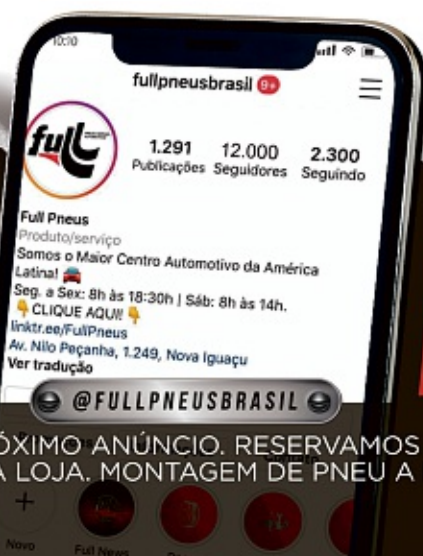 10:10
fullpneusbrasil 9+
full
1.291 12.000 2.300
Publicações Seguidores Seguindo
Full Pneus
Produto/serviço
Somos o Maior Centro Automotivo da América
Latina! 🚘
Seg. a Sex: 8h às 18:30h | Sáb: 8h às 14h.
👇CLIQUE AQUI!👇
linktr.ee/FullPneus
Av. Nilo Peçanha, 1.249, Nova Iguaçu
Ver tradução
@FULLPNEUSBRASIL
ÓXIMO ANÚNCIO. RESERVAMOS
A LOJA. MONTAGEM DE PNEU A
Novo
Full News